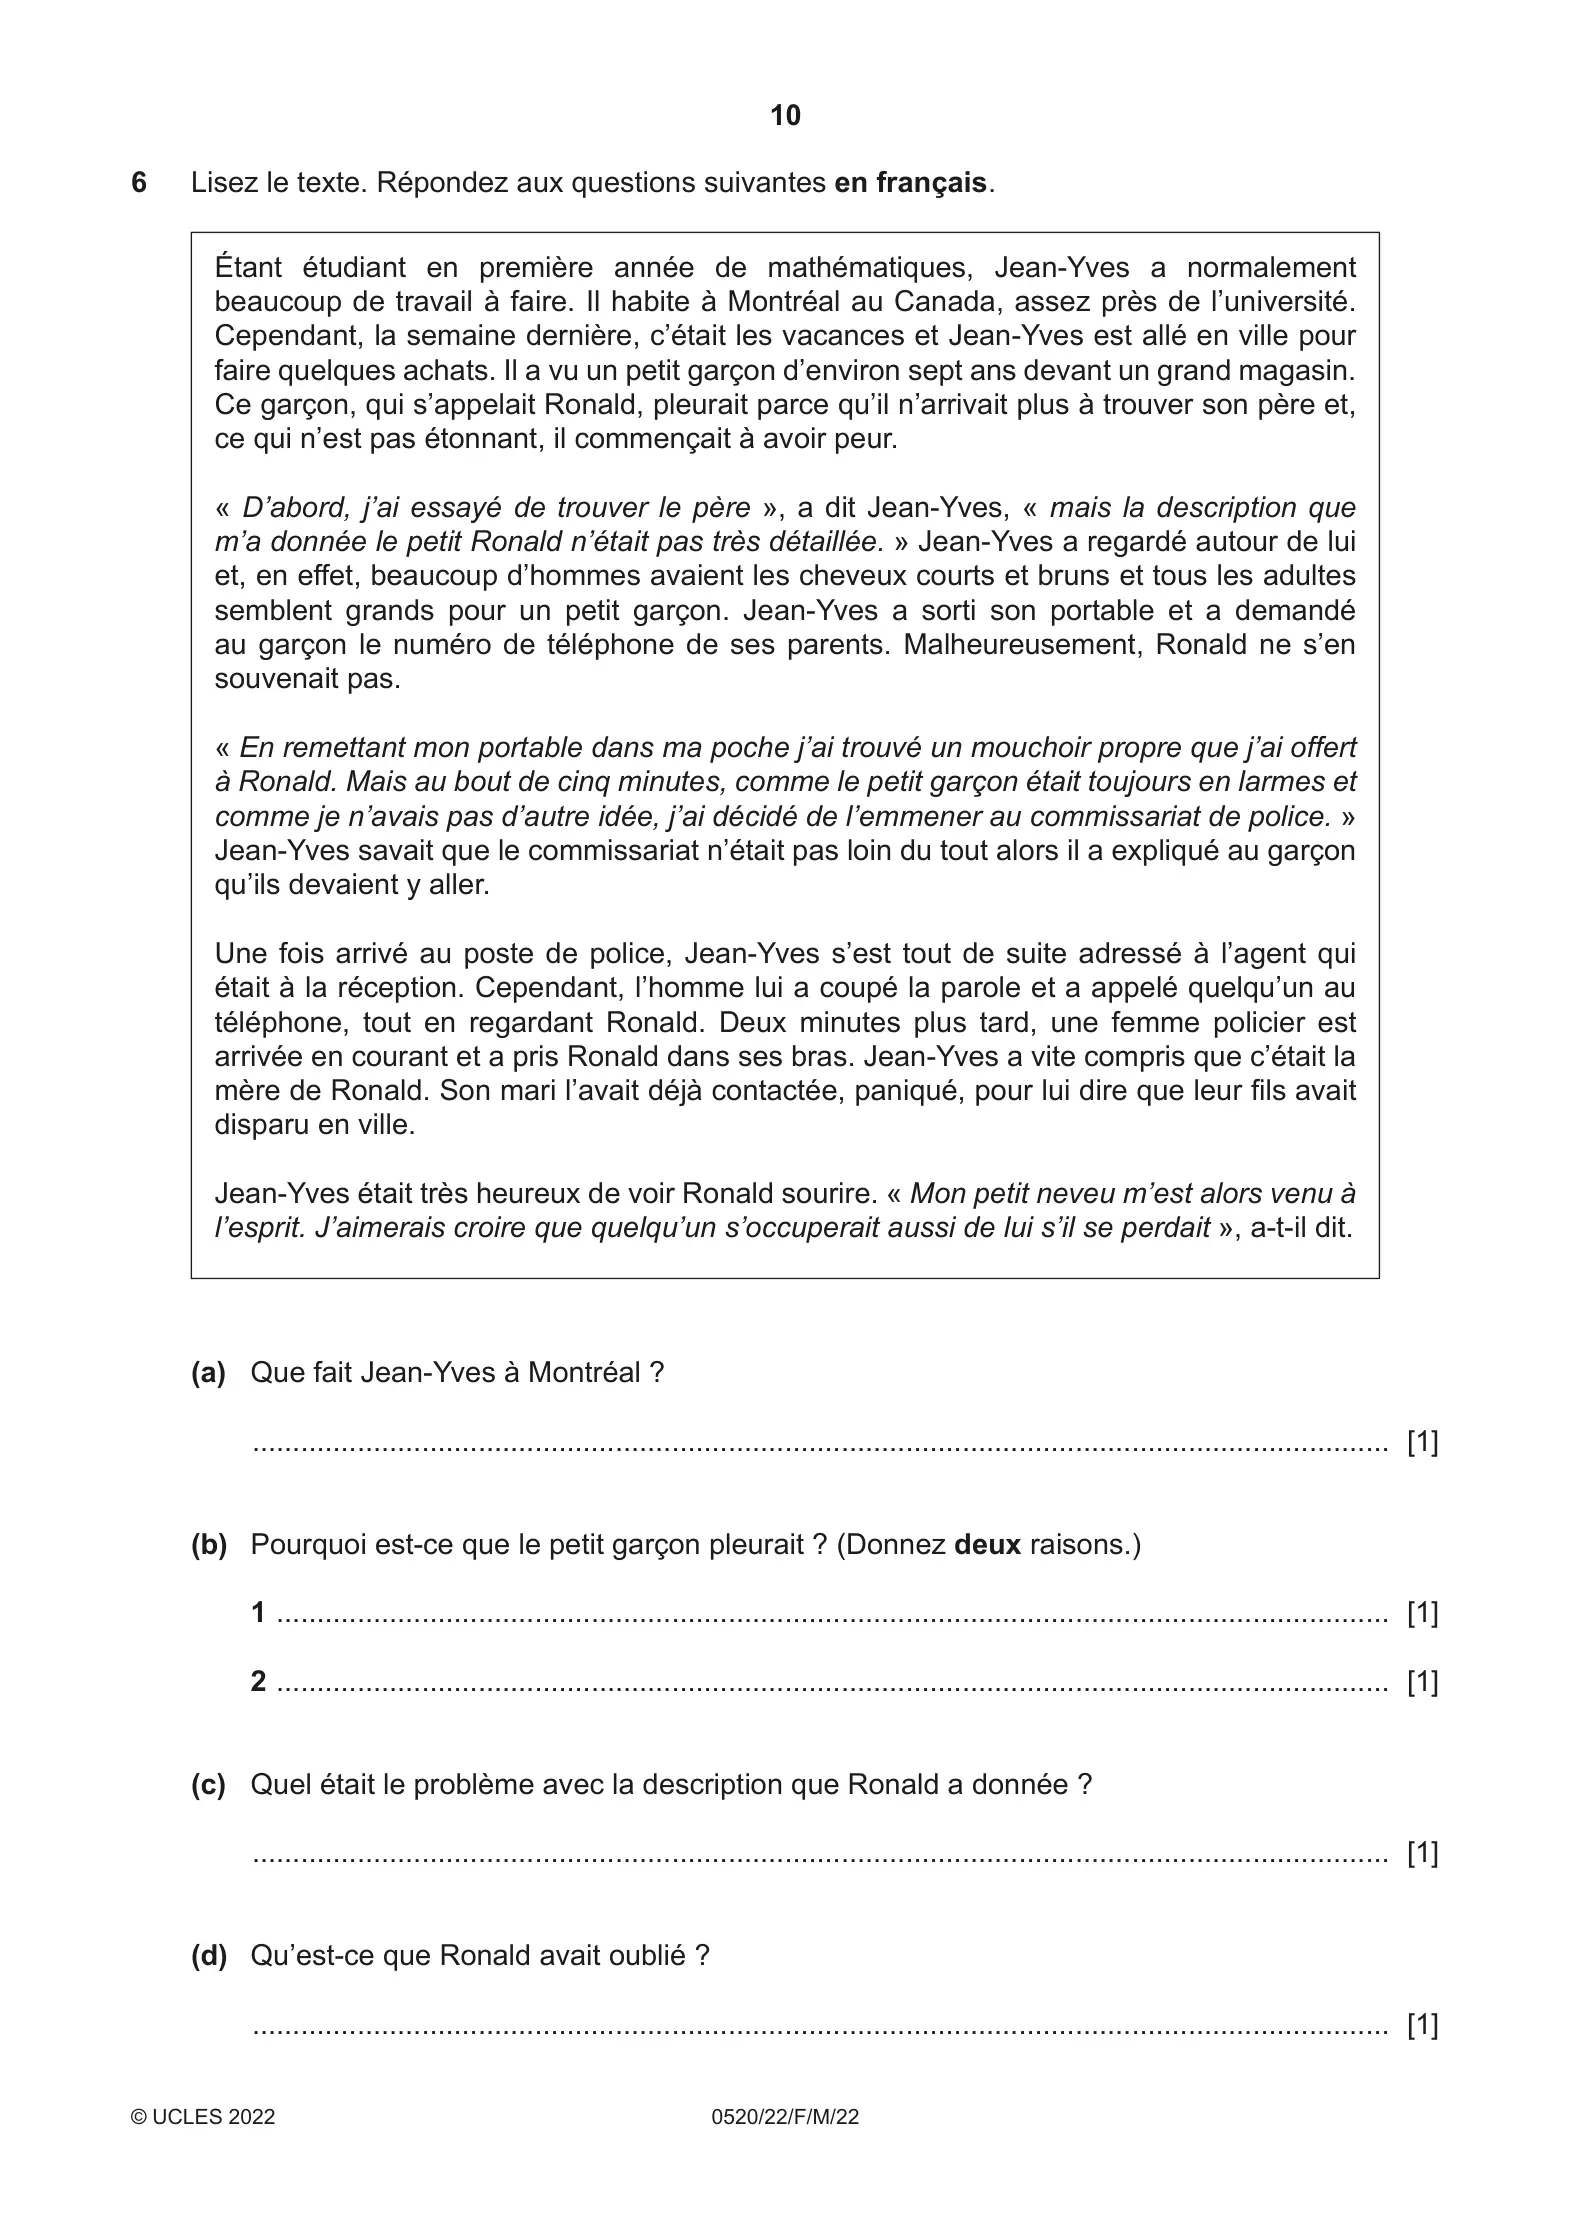 10
6 Lisez le texte. Répondez aux questions suivantes en français.
Étant étudiant en première année de mathématiques, Jean-Yves a normalement
beaucoup de travail à faire. Il habite à Montréal au Canada, assez près de l’université.
Cependant, la semaine dernière, c’était les vacances et Jean-Yves est allé en ville pour
faire quelques achats. Il a vu un petit garçon d’environ sept ans devant un grand magasin.
Ce garçon, qui s’appelait Ronald, pleurait parce qu’il n’arrivait plus à trouver son père et,
ce qui n’est pas étonnant, il commençait à avoir peur.
« D’abord, j’ai essayé de trouver le père », a dit Jean-Yves, « mais la description que
m’a donnée le petit Ronald n’était pas très détaillée. » Jean-Yves a regardé autour de lui
et, en effet, beaucoup d’hommes avaient les cheveux courts et bruns et tous les adultes
semblent grands pour un petit garçon. Jean-Yves a sorti son portable et a demandé
au garçon le numéro de téléphone de ses parents. Malheureusement, Ronald ne s’en
souvenait pas.
« En remettant mon portable dans ma poche j’ai trouvé un mouchoir propre que j’ai offert
à Ronald. Mais au bout de cinq minutes, comme le petit garçon était toujours en larmes et
comme je n’avais pas d’autre idée, j’ai décidé de l’emmener au commissariat de police. »
Jean-Yves savait que le commissariat n’était pas loin du tout alors il a expliqué au garçon
qu’ils devaient y aller.
Une fois arrivé au poste de police, Jean-Yves s’est tout de suite adressé à l’agent qui
était à la réception. Cependant, l’homme lui a coupé la parole et a appelé quelqu’un au
téléphone, tout en regardant Ronald. Deux minutes plus tard, une femme policier est
arrivée en courant et a pris Ronald dans ses bras. Jean-Yves a vite compris que c’était la
mère de Ronald. Son mari l’avait déjà contactée, paniqué, pour lui dire que leur fils avait
disparu en ville.
Jean-Yves était très heureux de voir Ronald sourire. « Mon petit neveu m’est alors venu à
l’esprit. J’aimerais croire que quelqu’un s’occuperait aussi de lui s’il se perdait », a-t-il dit.
(a) Que fait Jean-Yves à Montréal ?
[1]
(b) Pourquoi est-ce que le petit garçon pleurait ? (Donnez deux raisons.)
1 [1]
2 [1]
(c) Quel était le problème avec la description que Ronald a donnée ?
[1]
(d) Qu’est-ce que Ronald avait oublié ?
[1]
© UCLES 2022 0520/22/F/M/22